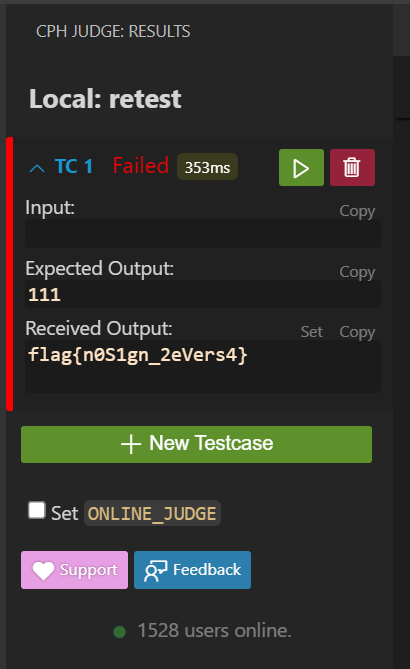 CPH JUDGE: RESULTS
Local: retest
TC 1 Failed 353ms
Input:
Copy
Expected Output:
Copy
111
Received Output:
Set Copy
flag{n0S1gn_2eVers4}
New Testcase
Set ONLINE_JUDGE
Support Feedback
1528 users online.